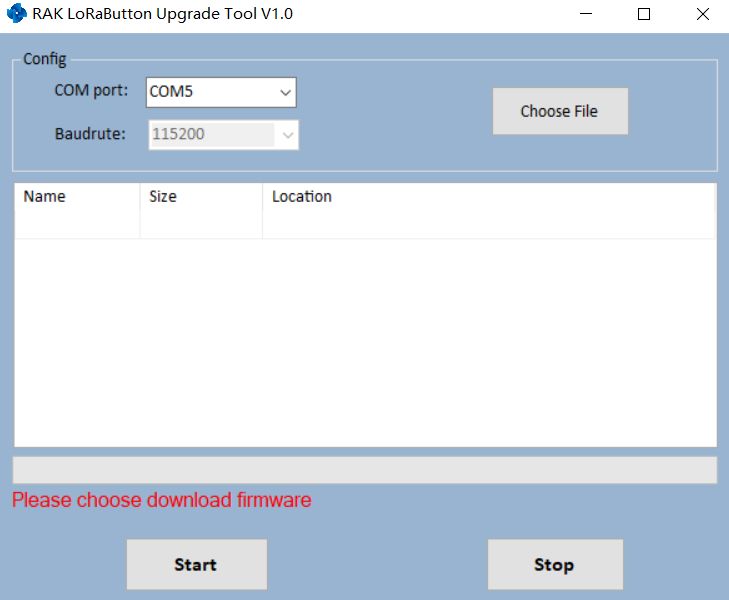 RAK LoRaButton Upgrade Tool V1.0
Config
COM port: COM5
Choose File
Baudrute: 115200
Name Size Location
Please choose download firmware
Start Stop